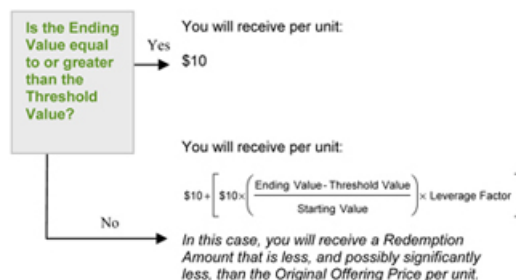 Is the Ending
Value equal
to or greater
than the
Threshold
Value?
Yes
You will receive per unit:
$10
No
You will receive per unit:
$10+[$10×(Ending Value-Threshold Value
Starting Value)× Leverage Factor]
In this case, you will receive a Redemption
Amount that is less, and possibly significantly
less, than the Original Offering Price per unit.